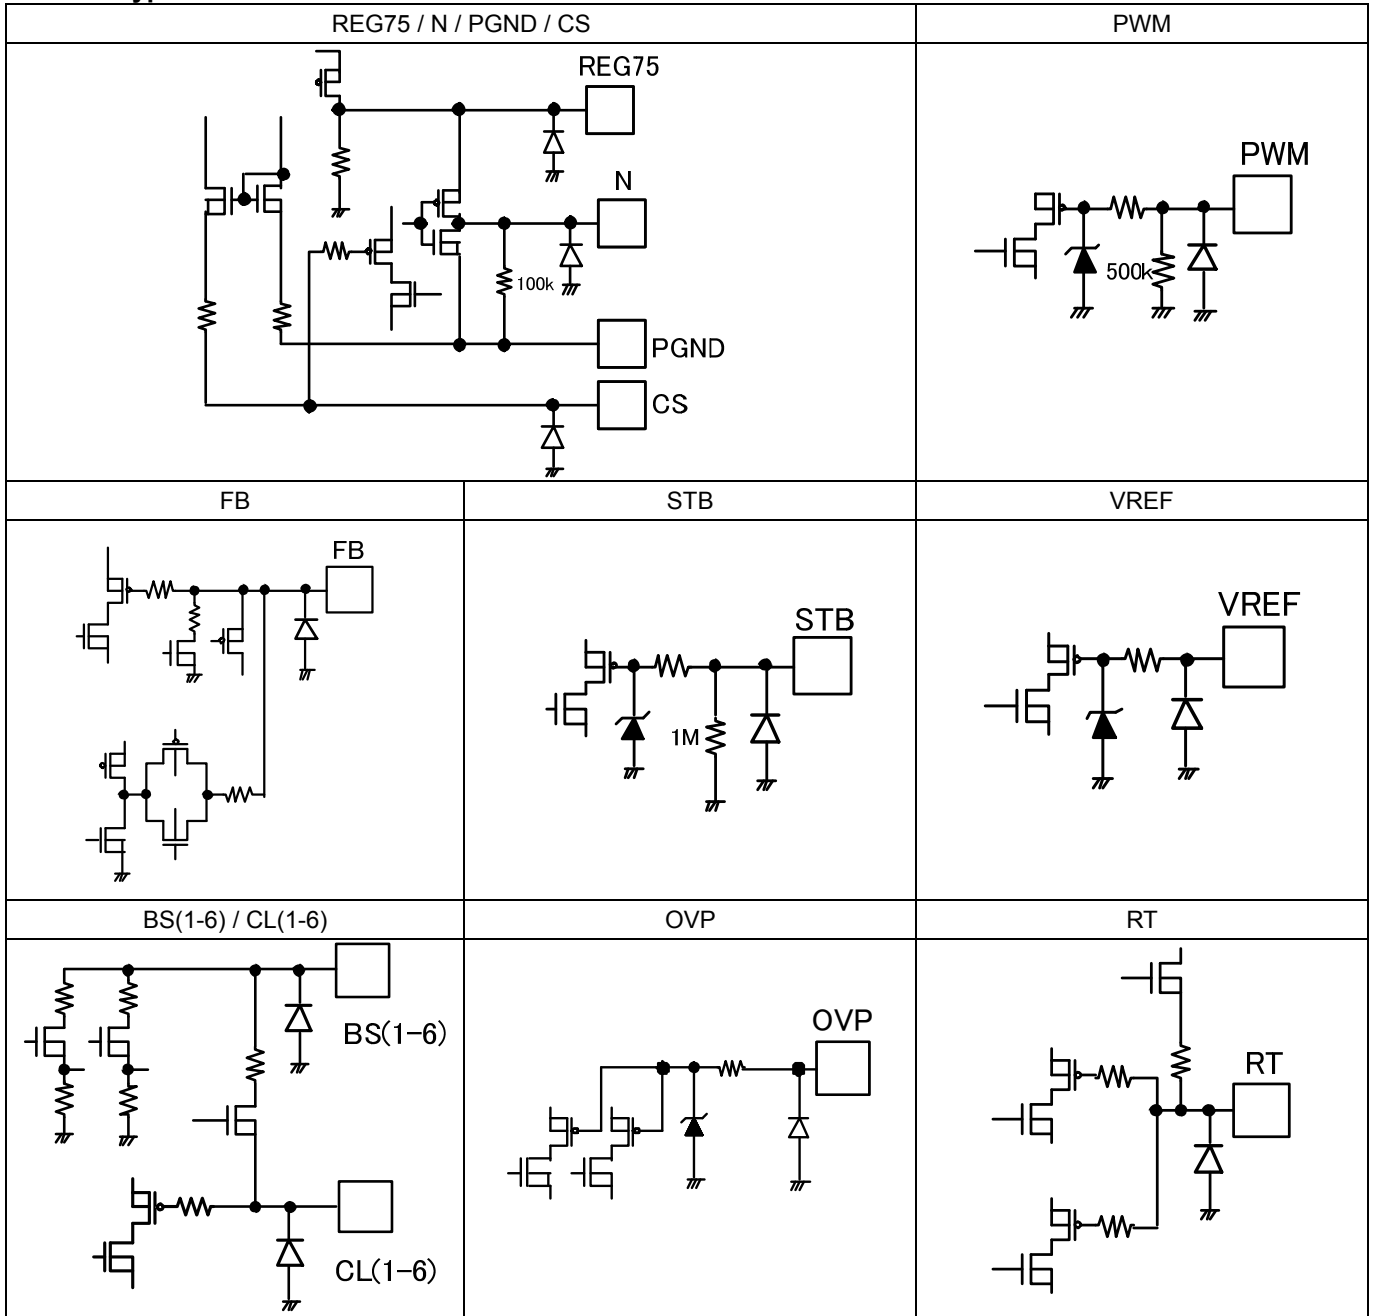 REG75 / N / PGND / CS
PWM
REG75
N
100k
PGND
CS
PWM
500k
FB
STB
VREF
FB
STB
1M
VREF
BS(1-6) / CL(1-6)
OVP
RT
BS(1-6)
CL(1-6)
OVP
RT